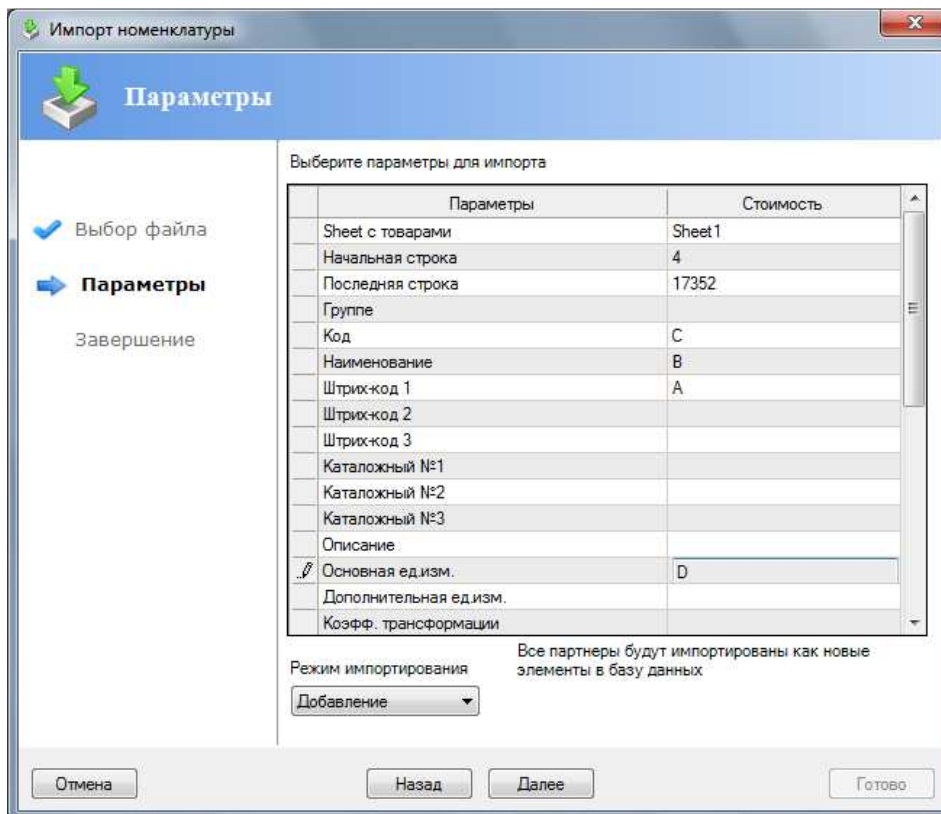 Импорт номенклатуры
Параметры
Выберите параметры для импорта
Выбор файла
Параметры
Завершение
Параметры Стоимость
Sheet с товарами Sheet1
Начальная строка 4
Последняя строка 17352
Группе
Код C
Наименование B
Штрих-код 1 A
Штрих-код 2
Штрих-код 3
Каталожный №1
Каталожный №2
Каталожный №3
Описание
Основная ед.изм. D
Дополнительная ед.изм.
Коэфф. трансформации
Режим импортирования
Добавление
Все партнеры будут импортированы как новые
элементы в базу данных
Отмена Назад Далее Готово